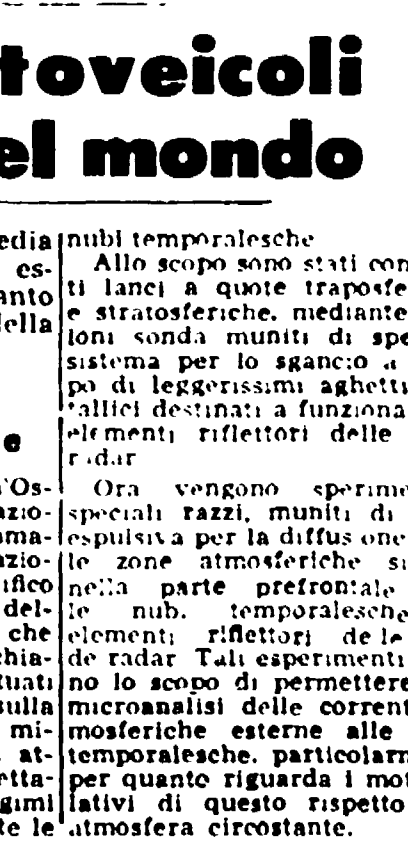 toveicoli
el mondo
edia
es-
anto
della
e
'Os-
azio-
ama-
azio-
ifico
del-
che
chia-
tuati
sulla
mi-
at-
etta-
gimi
te le
nubi temporalesche
Allo scopo sono stati con
ti lanci a quote traposfe
e stratosferiche. mediante
loni sonda muniti di spe
sistema per lo sgancio a
po di leggerissimi aghetti
tallici destinati a funziona
elementi riflettori delle
radar
Ora vengono sperime
speciali razzi, muniti di
espulsiva per la diffus one
le zone atmosferiche si
nella parte prefrontale
le nub. temporalesche
elementi riflettori de le
de radar Tali esperimenti
no lo scopo di permettere
microanalisi delle corrent
mosferiche esterne alle
temporalesche. particolarm
per quanto riguarda i mot
lativi di questo rispetto
atmosfera circostante.